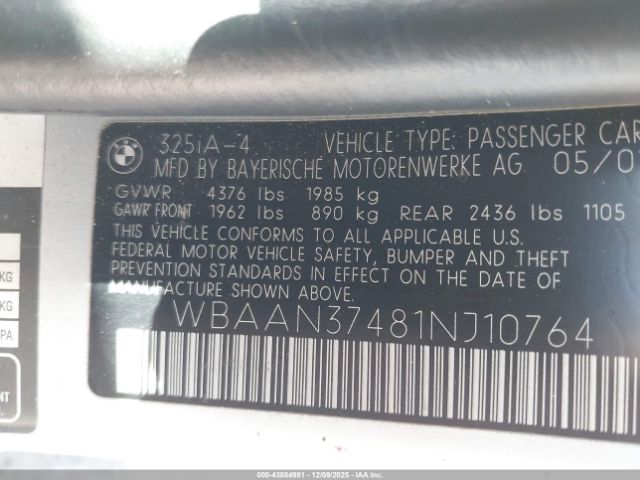 325iA-4 VEHICLE TYPE: PASSENGER CAR
MFD BY BAYERISCHE MOTORENWERKE AG 05/0
GVWR 4376 lbs 1985 kg
GAWR FRONT 1962 lbs 890 kg REAR 2436 lbs 1105
THIS VEHICLE CONFORMS TO ALL APPLICABLE U.S.
FEDERAL MOTOR VEHICLE SAFETY, BUMPER AND THEFT
PREVENTION STANDARDS IN EFFECT ON THE DATE OF
MANUFACTURE SHOWN ABOVE.
WBAAN37481NJ10764
KG
KG
PA
NT
000-43884981 | 12/09/2025 | IAAI.COM